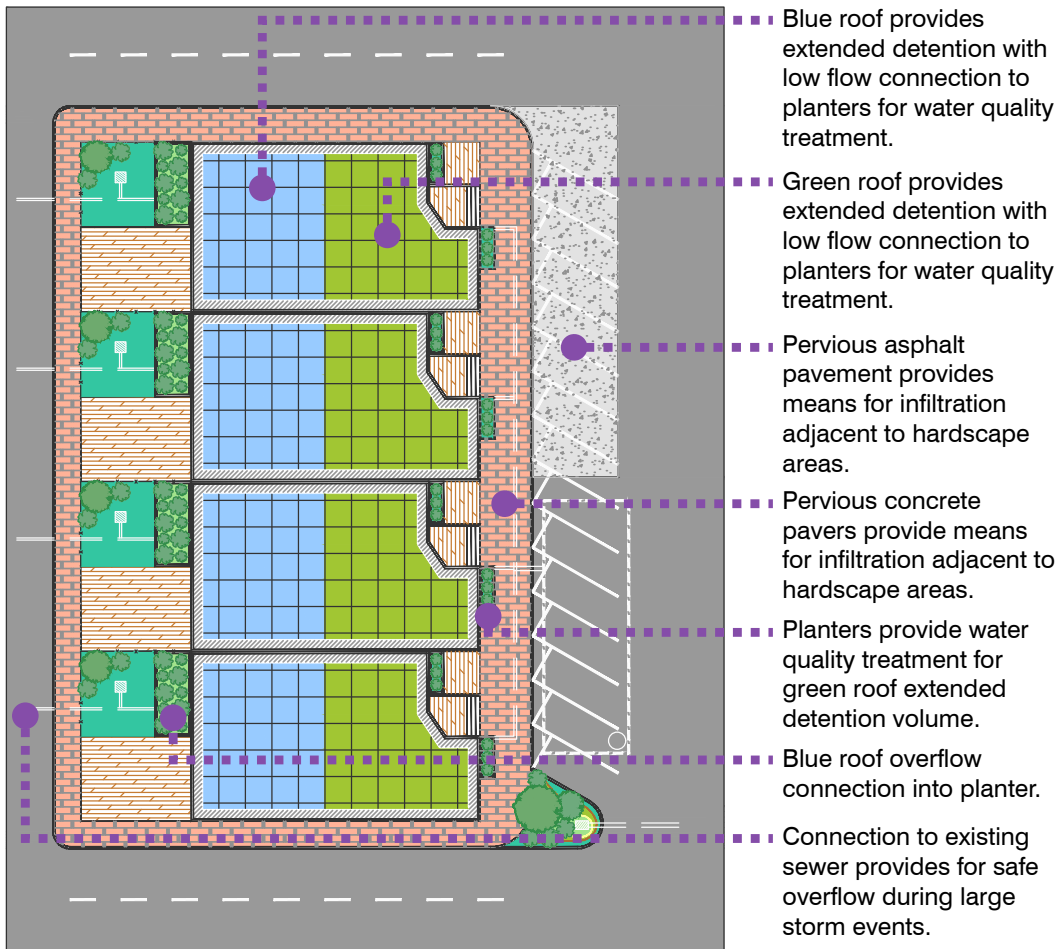 Blue roof provides
extended detention with
low flow connection to
planters for water quality
treatment.
Green roof provides
extended detention with
low flow connection to
planters for water quality
treatment.
Pervious asphalt
pavement provides
means for infiltration
adjacent to hardscape
areas.
Pervious concrete
pavers provide means
for infiltration adjacent to
hardscape areas.
Planters provide water
quality treatment for
green roof extended
detention volume.
Blue roof overflow
connection into planter.
Connection to existing
sewer provides for safe
overflow during large
storm events.